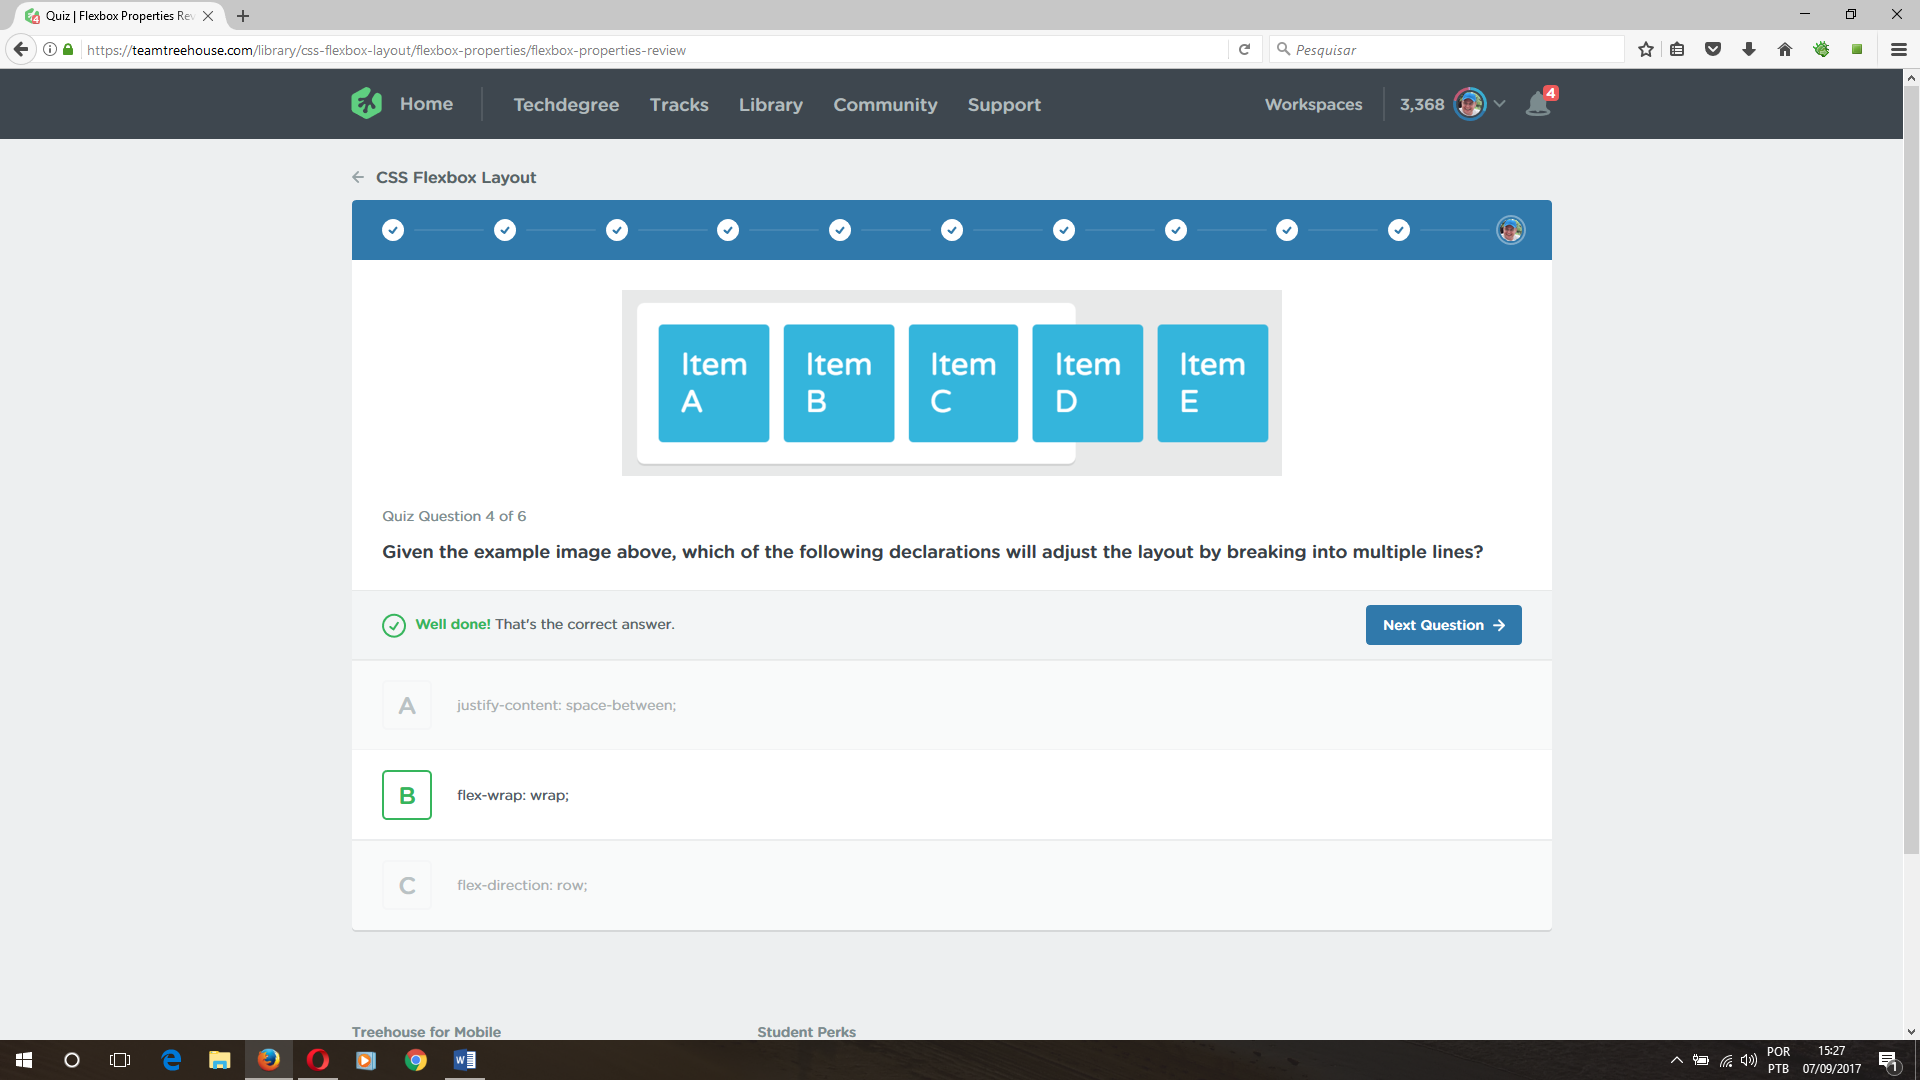 Quiz | Flexbox Properties Rev
https://teamtreehouse.com/library/css-flexbox-layout/flexbox-properties/flexbox-properties-review
Pesquisar
Home
Techdegree
Tracks
Library
Community
Support
Workspaces
3,368
4
CSS Flexbox Layout
Item A
Item B
Item C
Item D
Item E
Quiz Question 4 of 6
Given the example image above, which of the following declarations will adjust the layout by breaking into multiple lines?
Well done! That's the correct answer.
Next Question
A
justify-content: space-between;
B
flex-wrap: wrap;
C
flex-direction: row;
Treehouse for Mobile
Student Perks
POR
PTB
15:27
07/09/2017
1